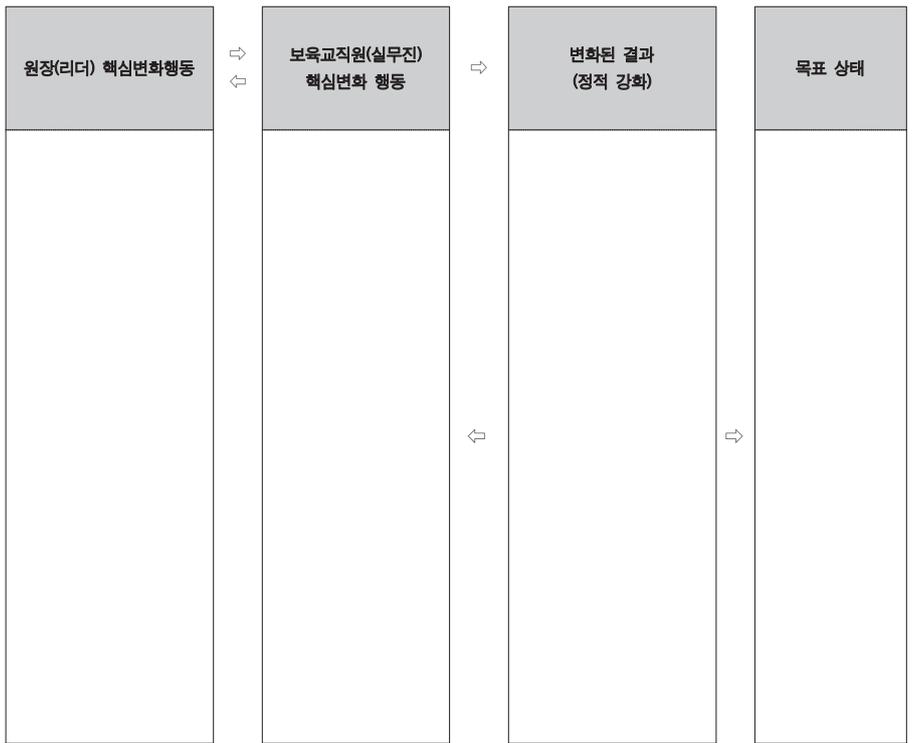 원장(리더) 핵심변화행동
⇨
⇦
보육교직원(실무진)
핵심변화 행동
⇨
변화된 결과
(정적 강화)
목표 상태
⇦
⇨